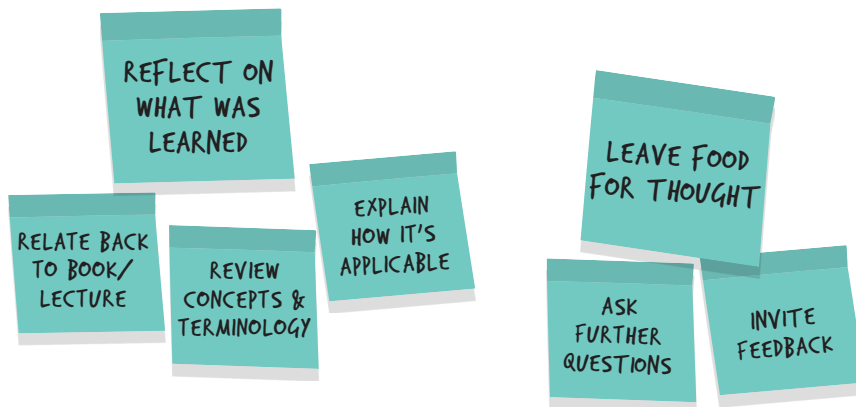 REFLECT ON
WHAT WAS
LEARNED
RELATE BACK
TO BOOK/
LECTURE
REVIEW
CONCEPTS &
TERMINOLOGY
EXPLAIN
HOW IT'S
APPLICABLE
LEAVE FOOD
FOR THOUGHT
ASK
FURTHER
QUESTIONS
INVITE
FEEDBACK